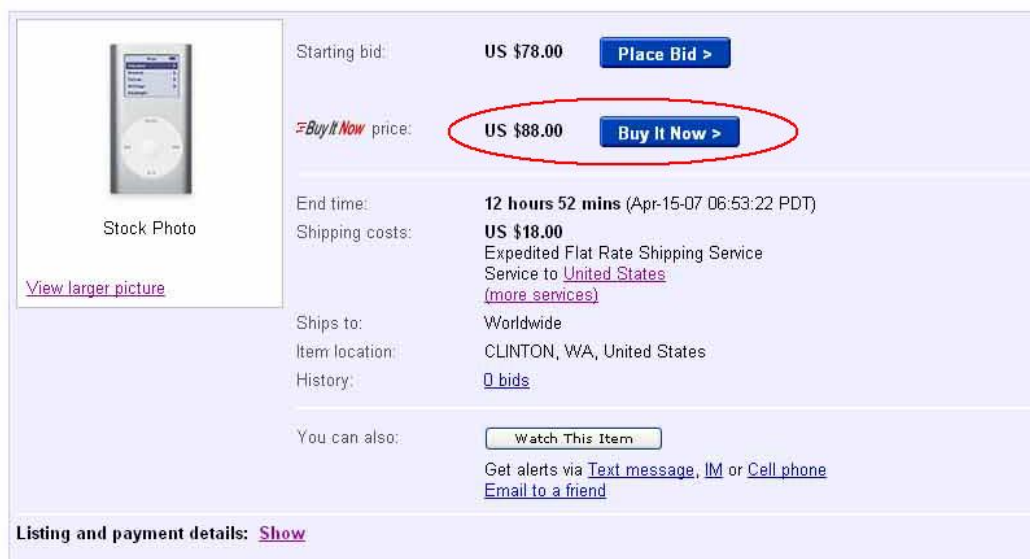 Starting bid: US $78.00 Place Bid >
Buy It Now price: US $88.00 Buy It Now >
End time: 12 hours 52 mins (Apr-15-07 06:53:22 PDT)
Shipping costs: US $18.00
Expedited Flat Rate Shipping Service
Service to United States
(more services)
Stock Photo
View larger picture
Ships to: Worldwide
Item location: CLINTON, WA, United States
History: 0 bids
You can also: Watch This Item
Get alerts via Text message, IM or Cell phone
Email to a friend
Listing and payment details: Show